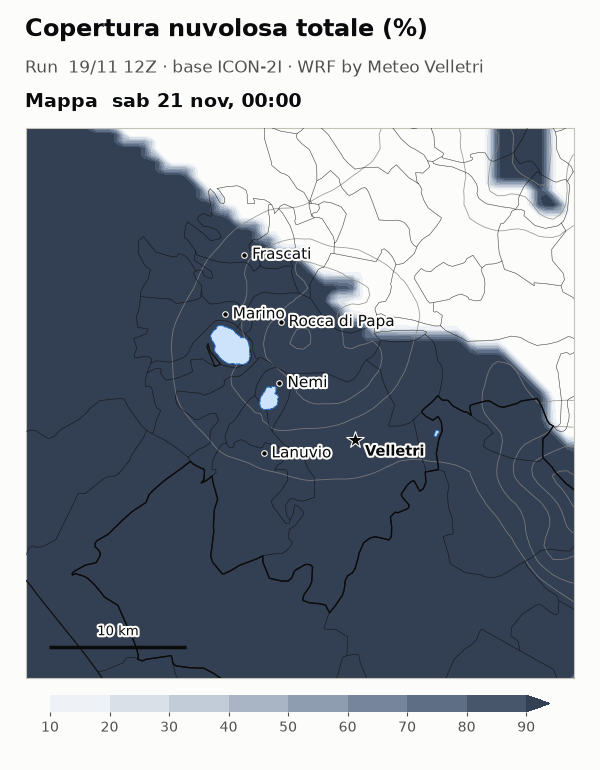 Copertura nuvolosa totale (%)
Run  19/11 12Z · base ICON-2I · WRF by Meteo Velletri
Mappa  sab 21 nov, 00:00
Frascati
Marino
Rocca di Papa
Nemi
Velletri
Lanuvio
10 km
10 20 30 40 50 60 70 80 90